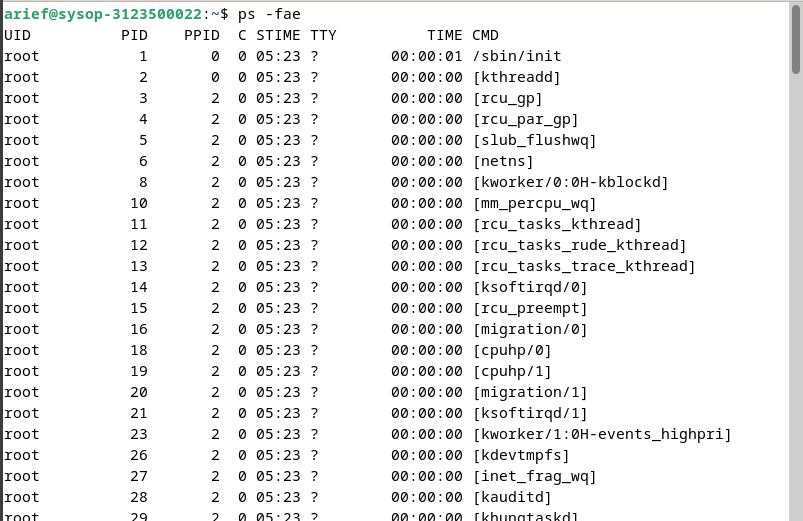 arief@sysop-3123500022:~$ ps -fae
UID          PID    PPID  C STIME TTY          TIME CMD
root           1       0  0 05:23 ?        00:00:01 /sbin/init
root           2       0  0 05:23 ?        00:00:00 [kthreadd]
root           3       2  0 05:23 ?        00:00:00 [rcu_gp]
root           4       2  0 05:23 ?        00:00:00 [rcu_par_gp]
root           5       2  0 05:23 ?        00:00:00 [slub_flushwq]
root           6       2  0 05:23 ?        00:00:00 [netns]
root           8       2  0 05:23 ?        00:00:00 [kworker/0:0H-kblockd]
root          10       2  0 05:23 ?        00:00:00 [mm_percpu_wq]
root          11       2  0 05:23 ?        00:00:00 [rcu_tasks_kthread]
root          12       2  0 05:23 ?        00:00:00 [rcu_tasks_rude_kthread]
root          13       2  0 05:23 ?        00:00:00 [rcu_tasks_trace_kthread]
root          14       2  0 05:23 ?        00:00:00 [ksoftirqd/0]
root          15       2  0 05:23 ?        00:00:00 [rcu_preempt]
root          16       2  0 05:23 ?        00:00:00 [migration/0]
root          18       2  0 05:23 ?        00:00:00 [cpuhp/0]
root          19       2  0 05:23 ?        00:00:00 [cpuhp/1]
root          20       2  0 05:23 ?        00:00:00 [migration/1]
root          21       2  0 05:23 ?        00:00:00 [ksoftirqd/1]
root          23       2  0 05:23 ?        00:00:00 [kworker/1:0H-events_highpri]
root          26       2  0 05:23 ?        00:00:00 [kdevtmpfs]
root          27       2  0 05:23 ?        00:00:00 [inet_frag_wq]
root          28       2  0 05:23 ?        00:00:00 [kauditd]
root          29       2  0 05:23 ?        00:00:00 [khungtaskd]